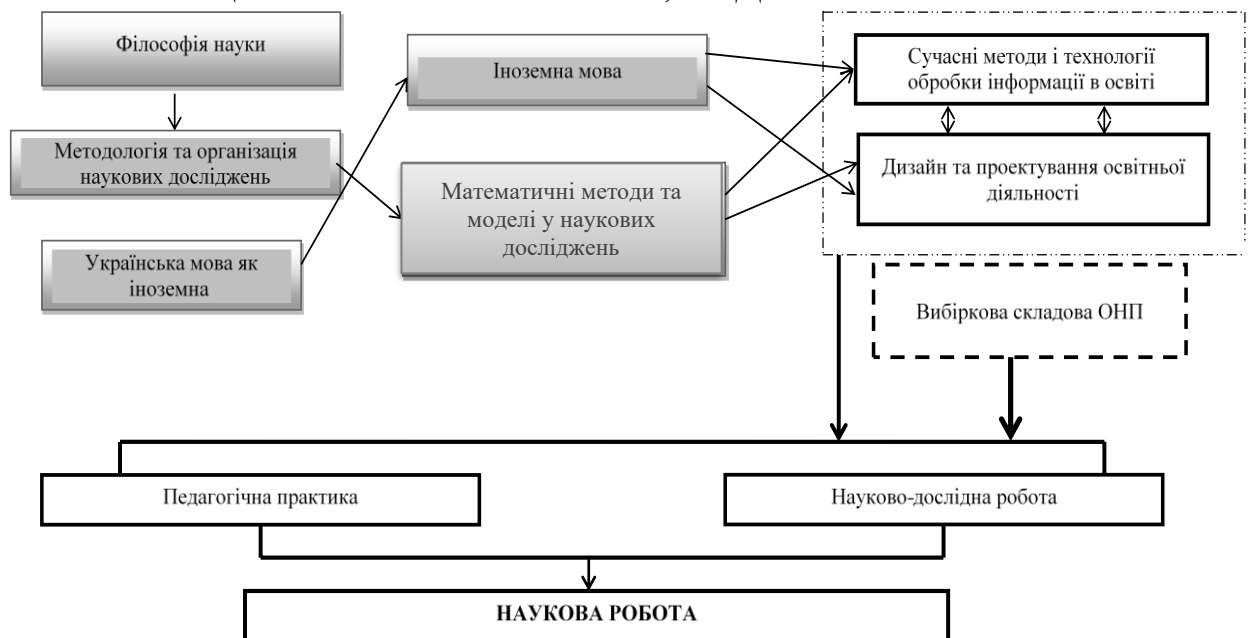 Філософія науки
Методологія та організація
наукових досліджень
Українська мова як
іноземна
Іноземна мова
Математичні методи та
моделі у наукових
досліджень
Сучасні методи і технології
обробки інформації в освіті
Дизайн та проектування освітньої
діяльності
Вибіркова складова ОНП
Педагогічна практика
Науково-дослідна робота
НАУКОВА РОБОТА